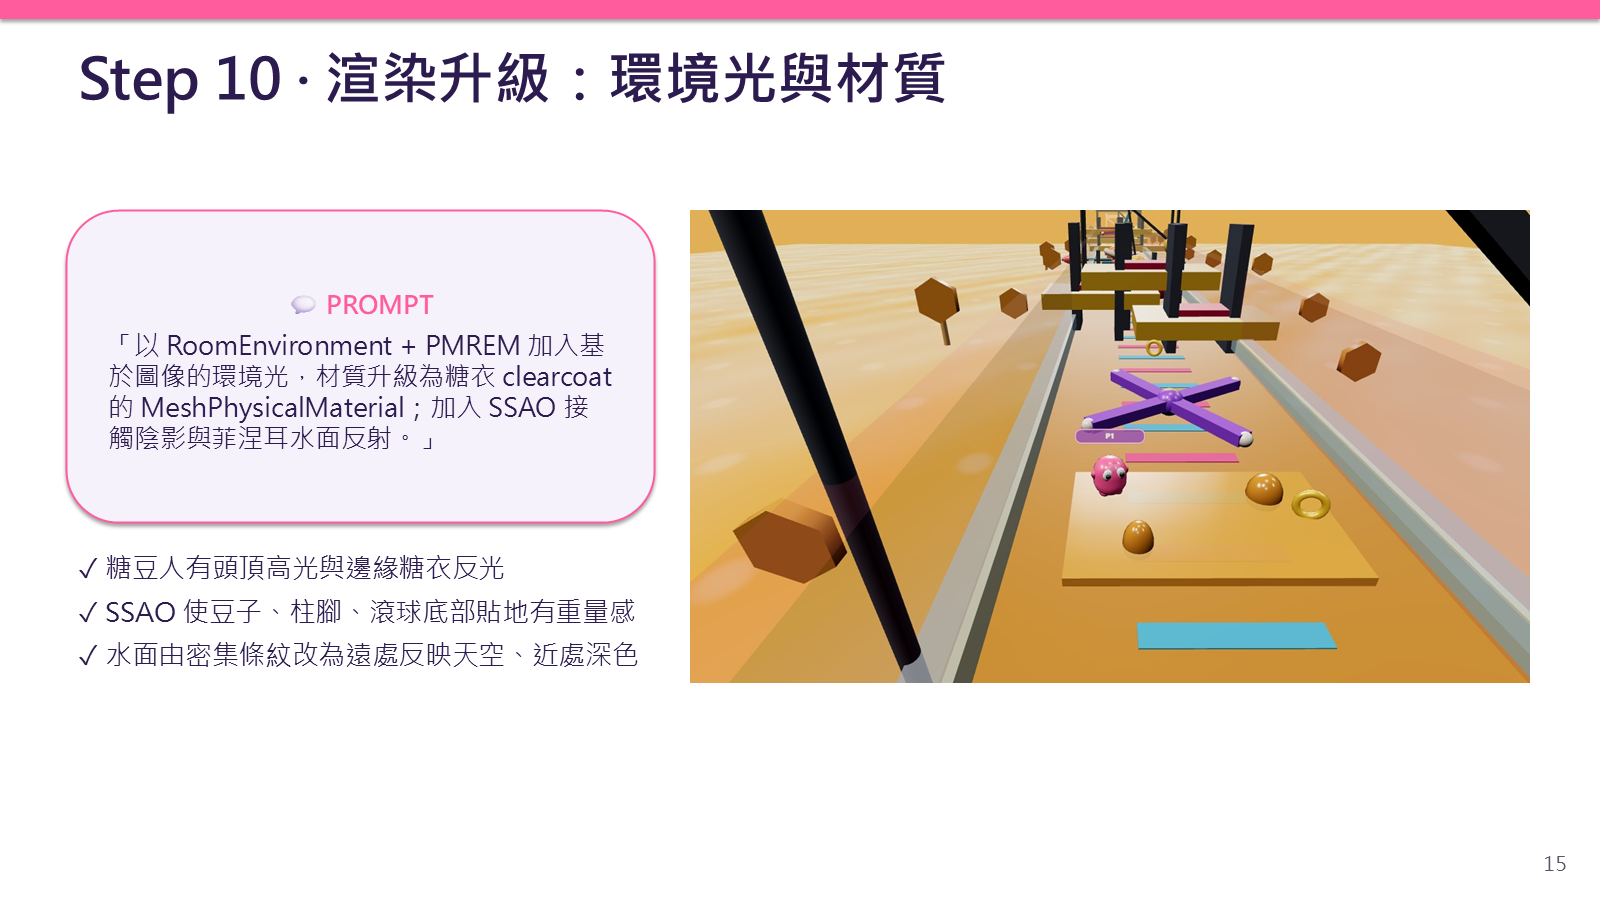 Step 10 · 渲染升級：環境光與材質
PROMPT
「以 RoomEnvironment + PMREM 加入基
於圖像的環境光，材質升級為糖衣 clearcoat
的 MeshPhysicalMaterial；加入 SSAO 接
觸陰影與菲涅耳水面反射。」
✓ 糖豆人有頭頂高光與邊緣糖衣反光
✓ SSAO 使豆子、柱腳、滾球底部貼地有重量感
✓ 水面由密集條紋改為遠處反映天空、近處深色
P1
15